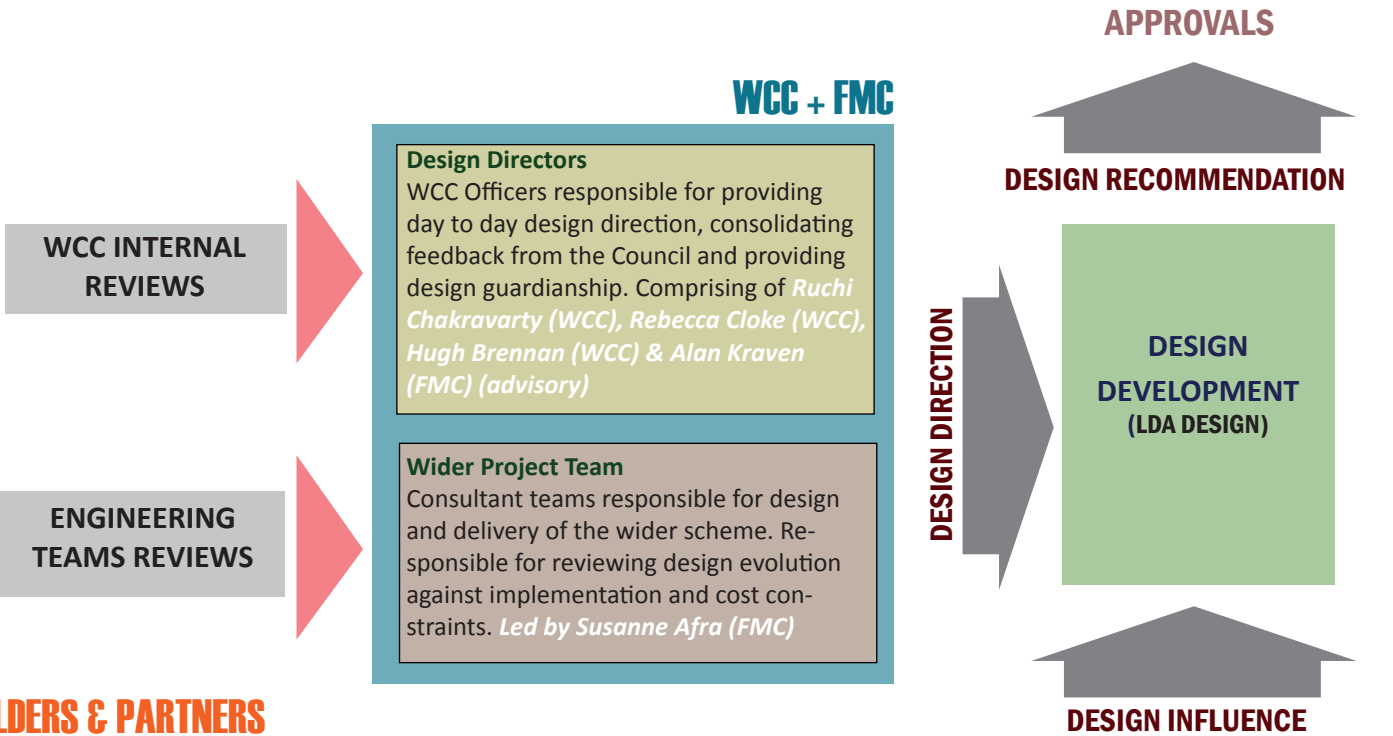 APPROVALS
WCC + FMC
DESIGN RECOMMENDATION
WCC INTERNAL
REVIEWS
Design Directors
WCC Officers responsible for providing
day to day design direction, consolidating
feedback from the Council and providing
design guardianship. Comprising of Ruchi
Chakravarty (WCC), Rebecca Cloke (WCC),
Hugh Brennan (WCC) & Alan Kraven
(FMC) (advisory)
DESIGN DIRECTION
DESIGN
DEVELOPMENT
(LDA DESIGN)
ENGINEERING
TEAMS REVIEWS
Wider Project Team
Consultant teams responsible for design
and delivery of the wider scheme. Re-
sponsible for reviewing design evolution
against implementation and cost con-
straints. Led by Susanne Afra (FMC)
LDERS & PARTNERS
DESIGN INFLUENCE